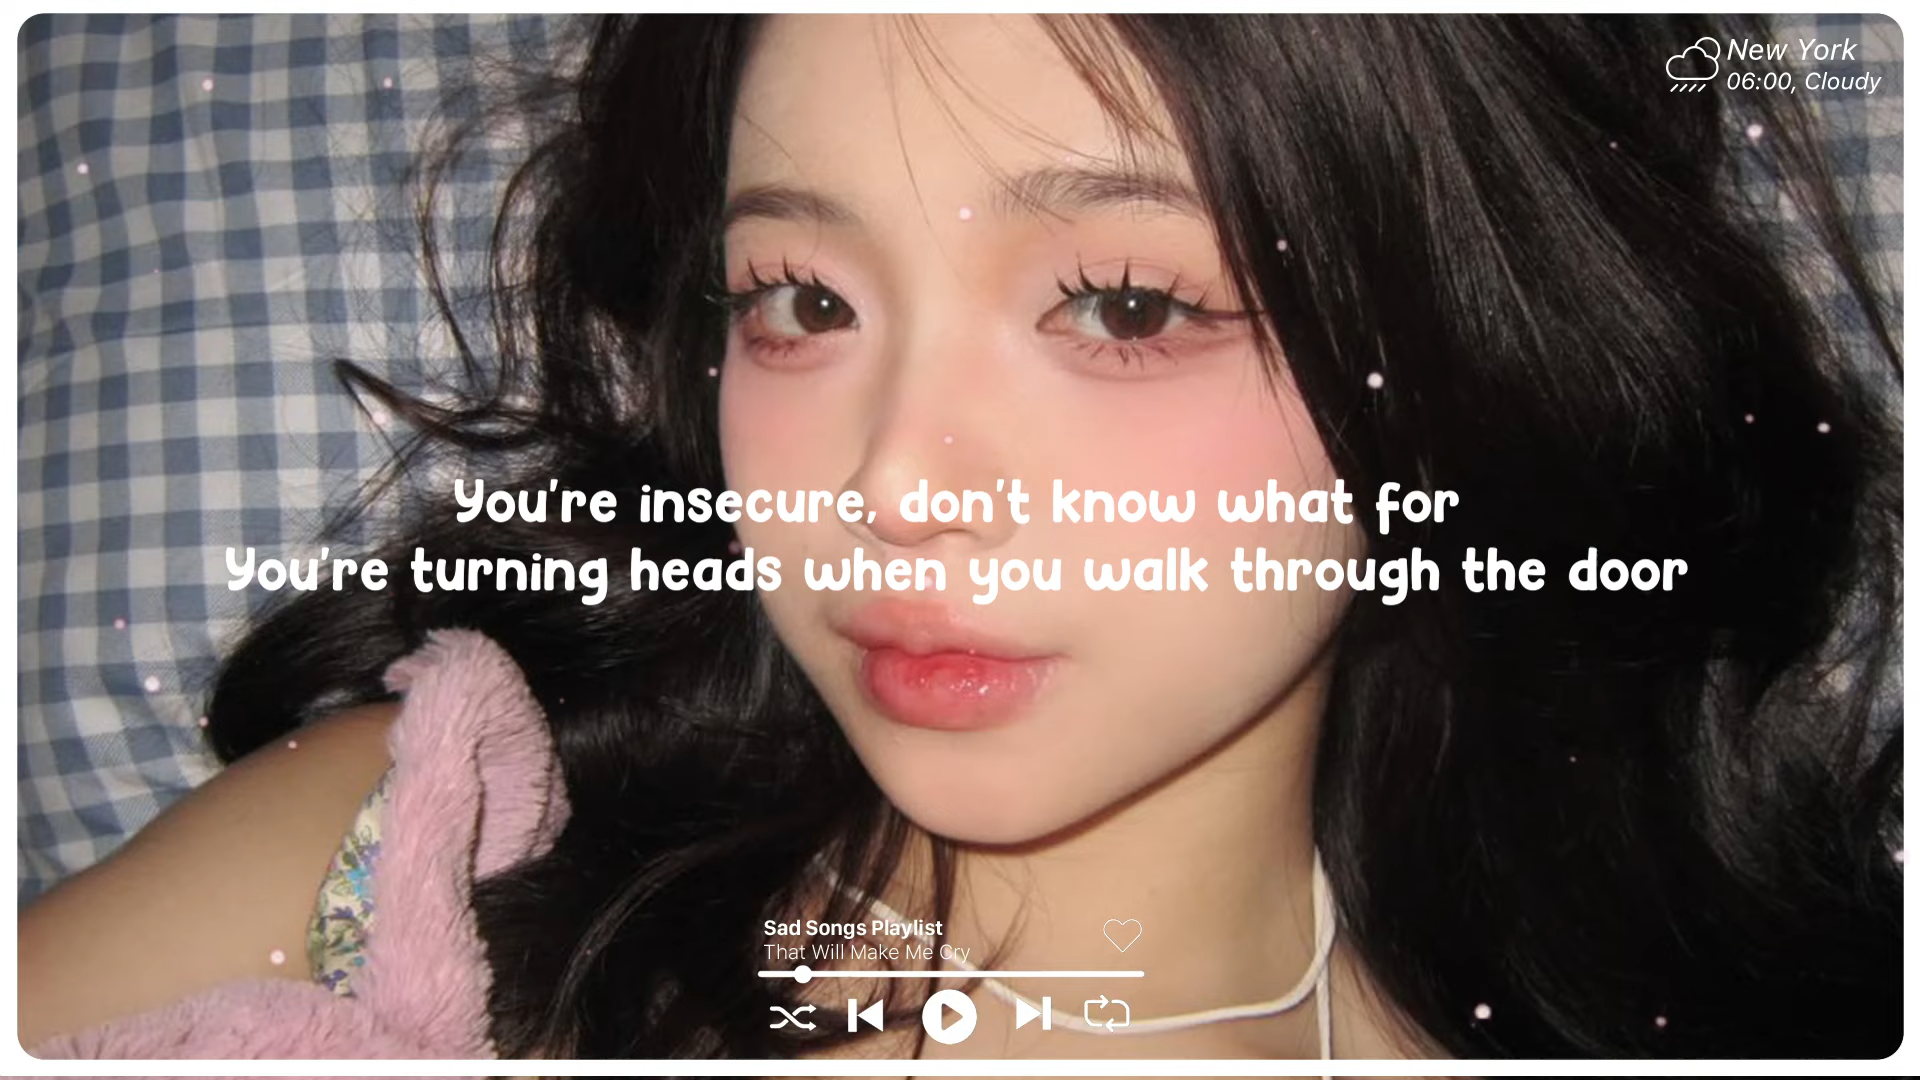 New York
06:00, Cloudy
You're insecure, don't know what for
You're turning heads when you walk through the door
Sad Songs Playlist
That Will Make Me Cry